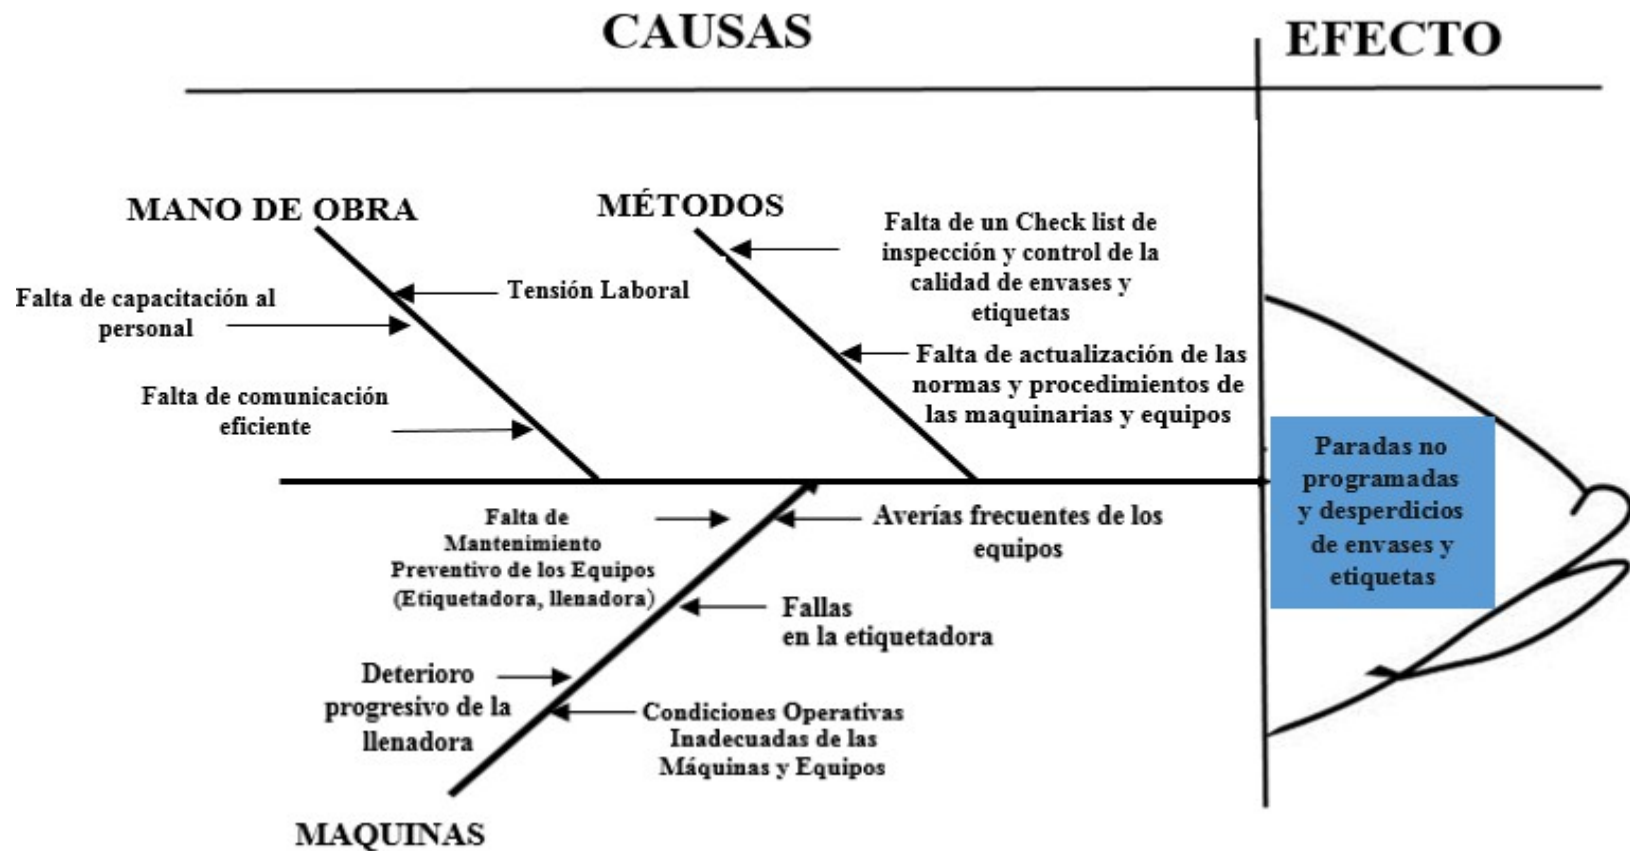 CAUSAS
EFECTO
MANO DE OBRA
Tensión Laboral
Falta de capacitación al
personal
Falta de comunicación
eficiente
MÉTODOS
Falta de un Check list de
inspección y control de la
calidad de envases y
etiquetas
Falta de actualización de las
normas y procedimientos de
las maquinarias y equipos
Falta de
Mantenimiento
Preventivo de los Equipos
(Etiquetadora, llenadora)
Averías frecuentes de los
equipos
Fallas
en la etiquetadora
Deterioro
progresivo de la
llenadora
Condiciones Operativas
Inadecuadas de las
Máquinas y Equipos
MAQUINAS
Paradas no
programadas
y desperdicios
de envases y
etiquetas